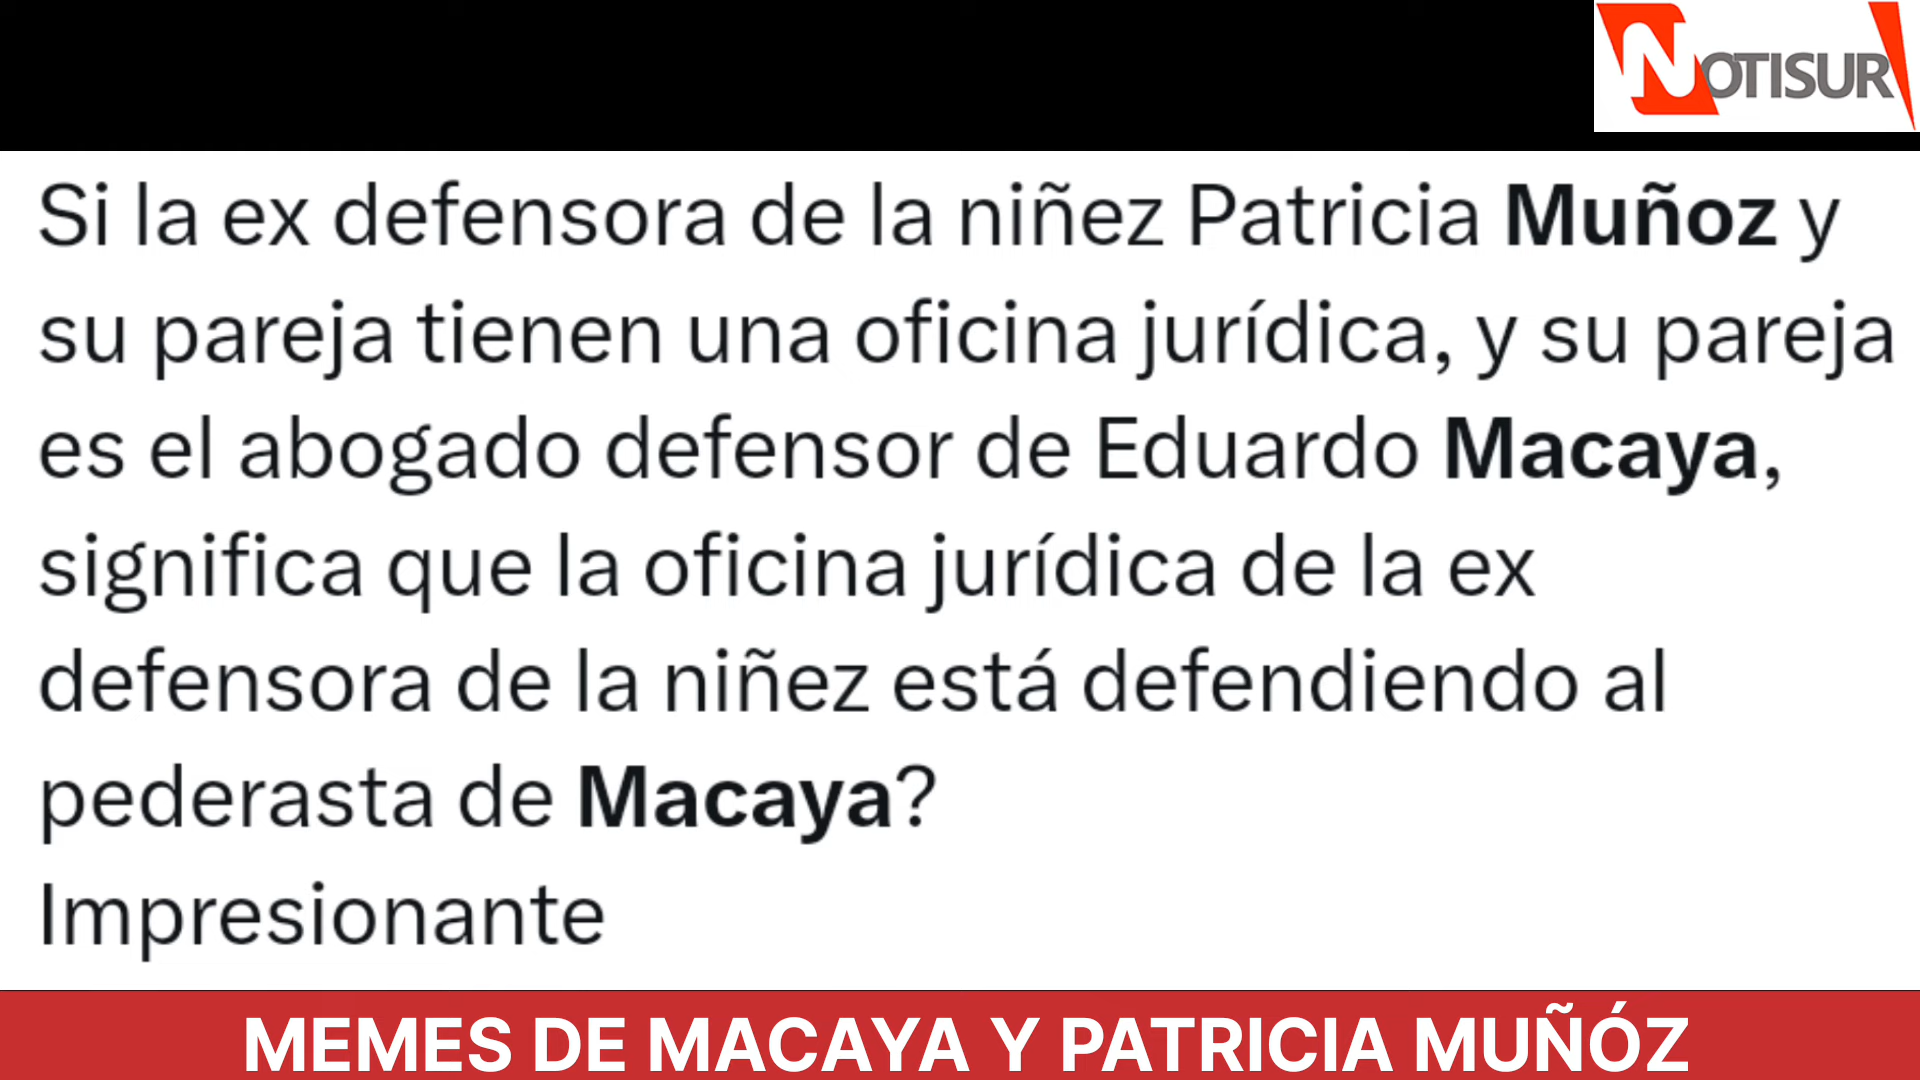 NOTISUR
Si la ex defensora de la niñez Patricia Muñoz y
su pareja tienen una oficina jurídica, y su pareja
es el abogado defensor de Eduardo Macaya,
significa que la oficina jurídica de la ex
defensora de la niñez está defendiendo al
pederasta de Macaya?
Impresionante
MEMES DE MACAYA Y PATRICIA MUÑÓZ